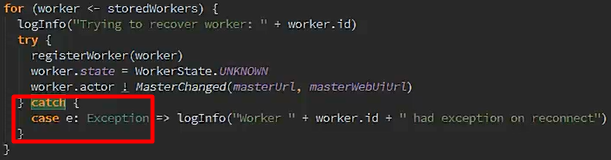 for (worker <- storedWorkers) {
logInfo("Trying to recover worker: " + worker.id)
try {
registerWorker(worker)
worker.state = WorkerState.UNKNOWN
worker.actor ! MasterChanged(masterUrl, masterWebUiUrl)
} catch {
case e: Exception => logInfo("Worker " + worker.id + " had exception on reconnect")
}
}